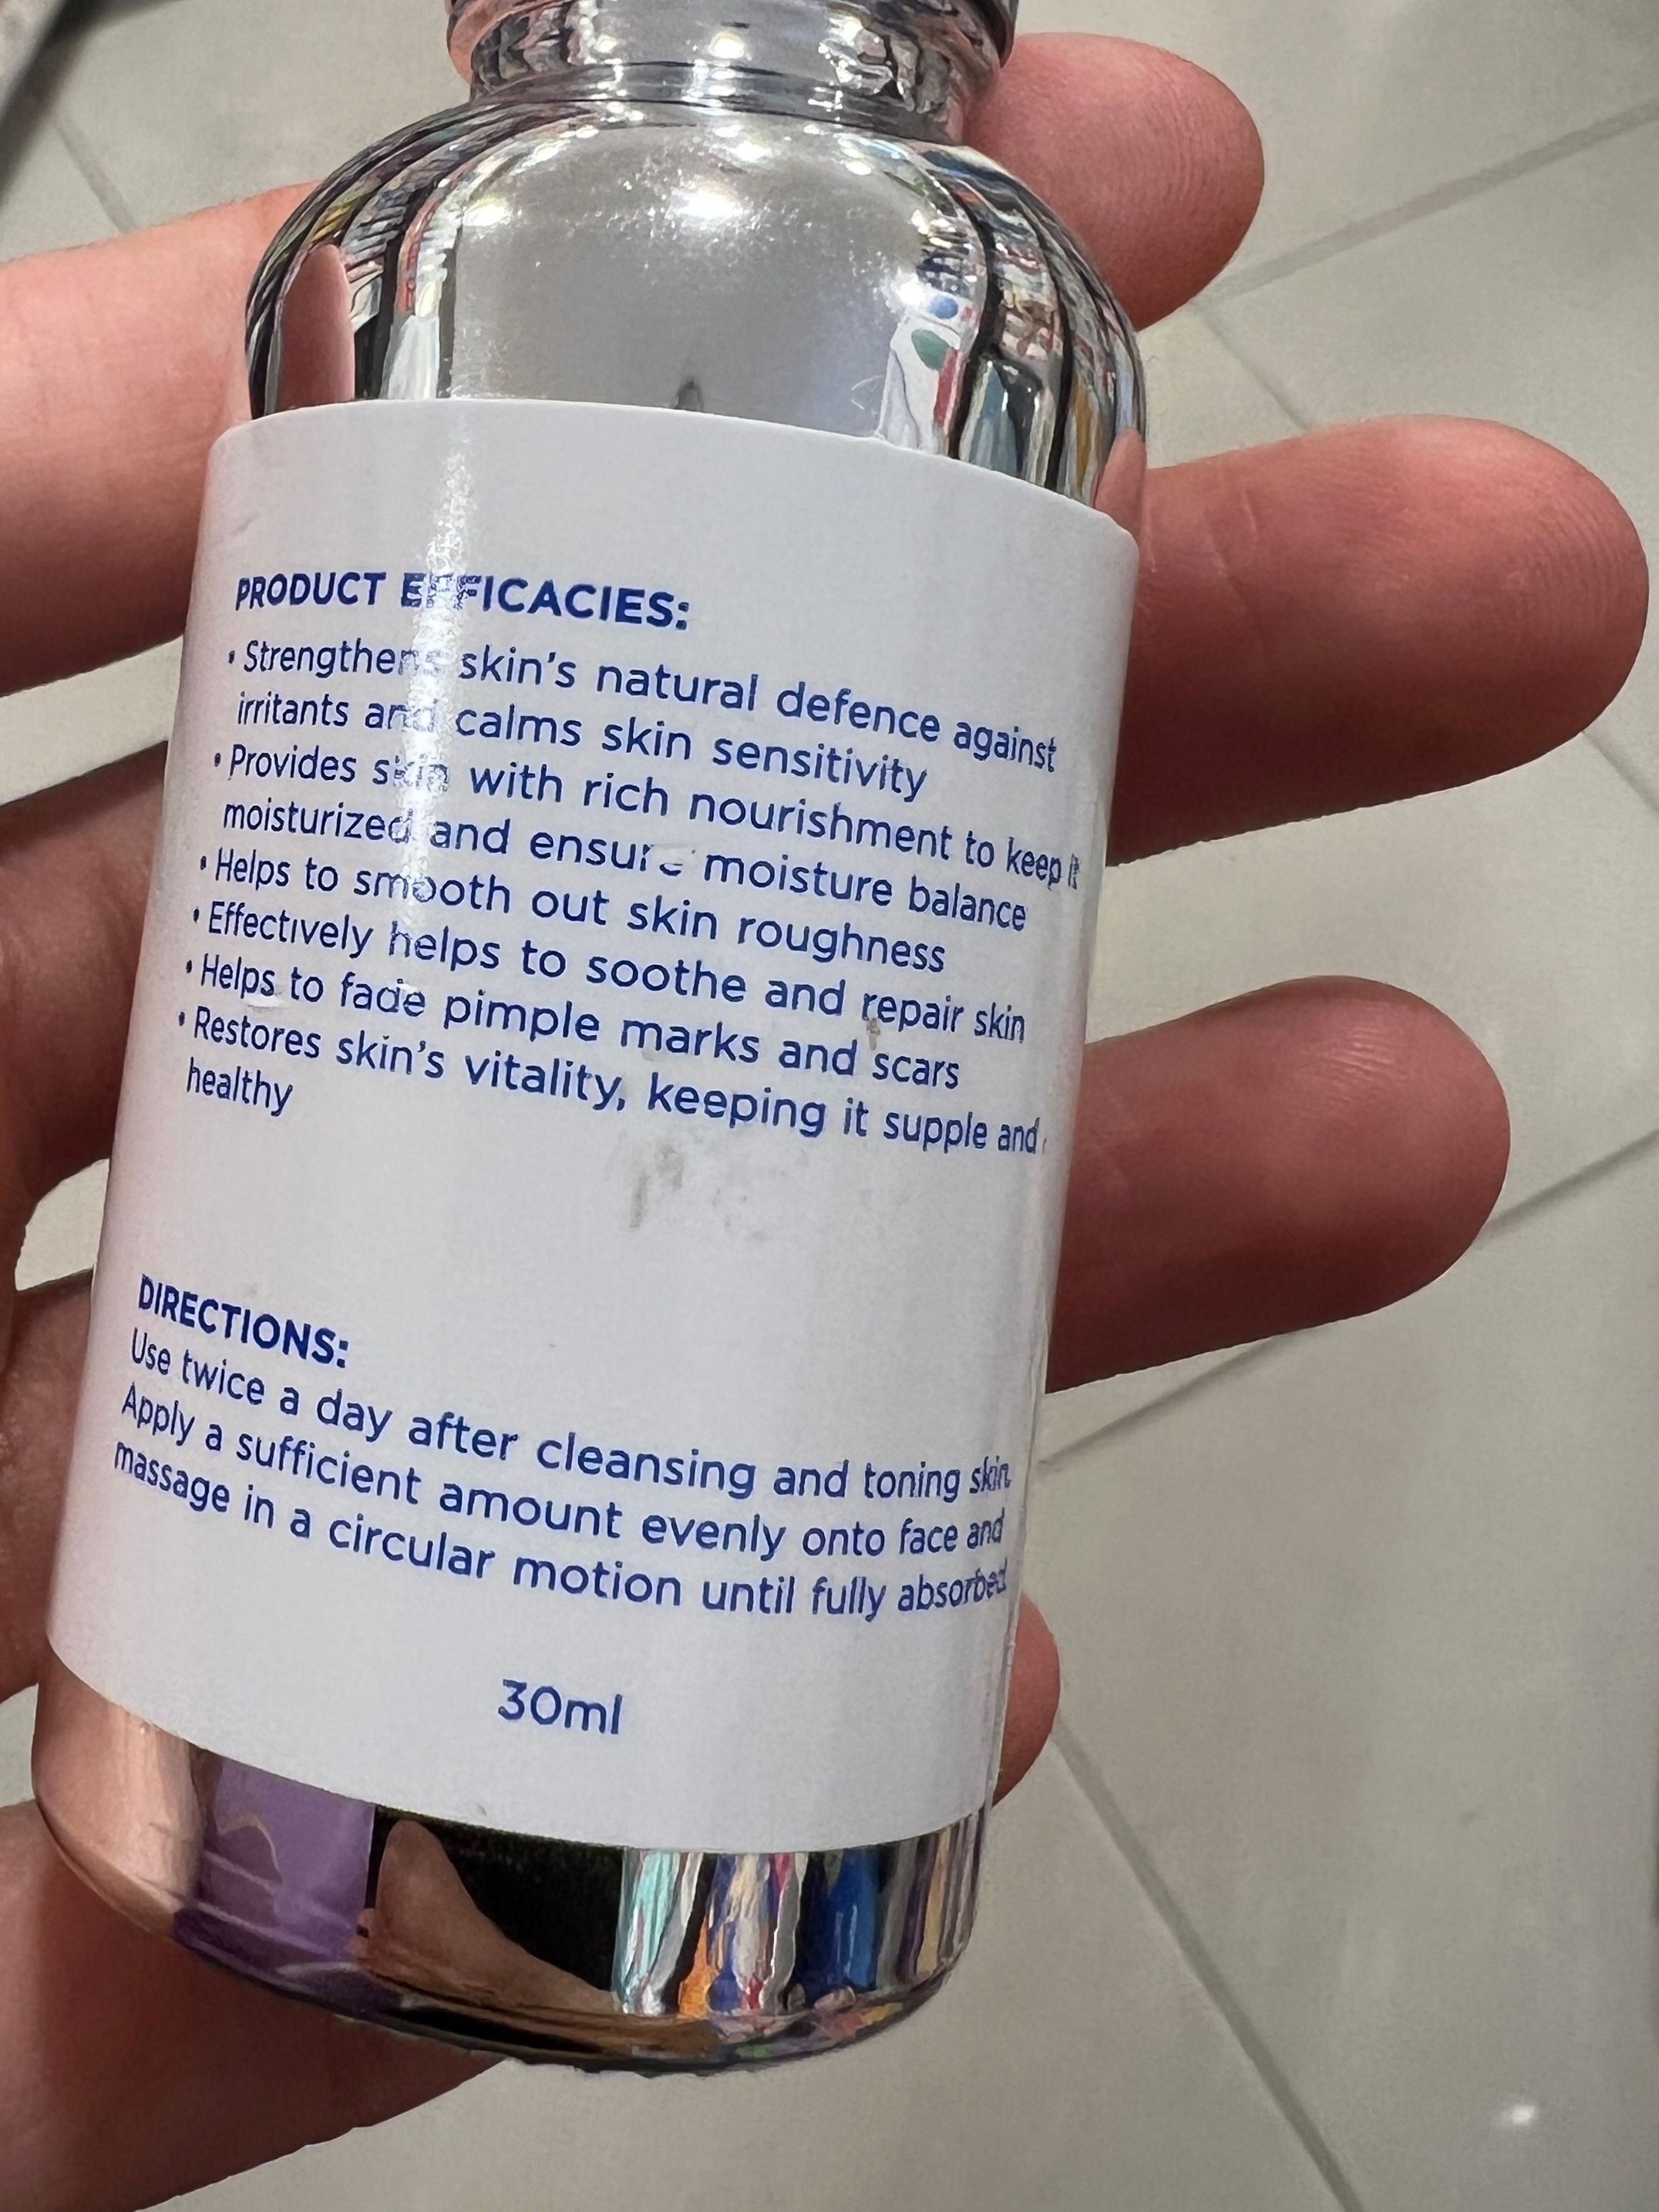 PRODUCT EFFICACIES:
• Strengthens skin's natural defence against
irritants and calms skin sensitivity
• Provides skin with rich nourishment to keep it
moisturized and ensure moisture balance
• Helps to smooth out skin roughness
• Effectively helps to soothe and repair skin
• Helps to fade pimple marks and scars
• Restores skin's vitality, keeping it supple and
healthy
DIRECTIONS:
Use twice a day after cleansing and toning skin.
Apply a sufficient amount evenly onto face and
massage in a circular motion until fully absorbed
30ml